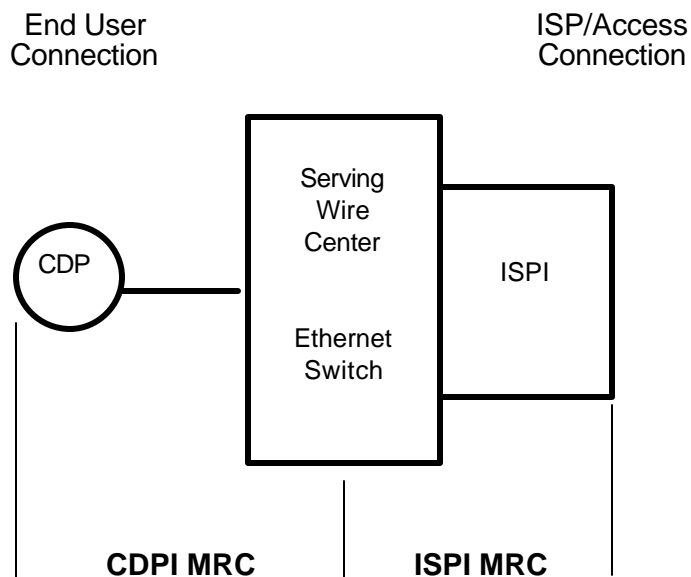 End User
Connection
ISP/Access
Connection
Serving
Wire
Center
CDP
ISPI
Ethernet
Switch
CDPI MRC
ISPI MRC